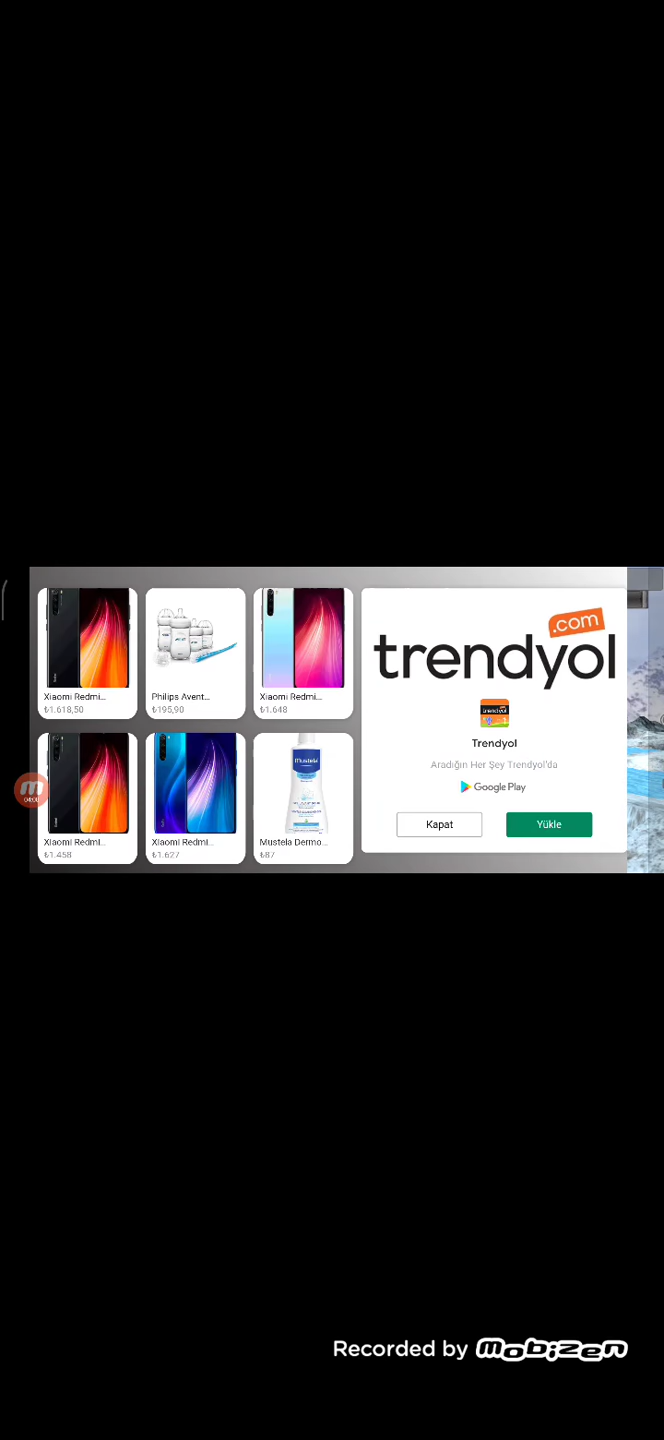 Xiaomi Redmi...
₺1.618,50
Philips Avent...
₺195,90
Xiaomi Redmi...
₺1.648
Xiaomi Redmi...
₺1.458
Xiaomi Redmi...
₺1.627
mustela
Mustela Dermo...
₺87
trendyol
.com
trendyol
Trendyol
Aradığın Her Şey Trendyol'da
Google Play
Kapat
Yükle
Recorded by mobizen